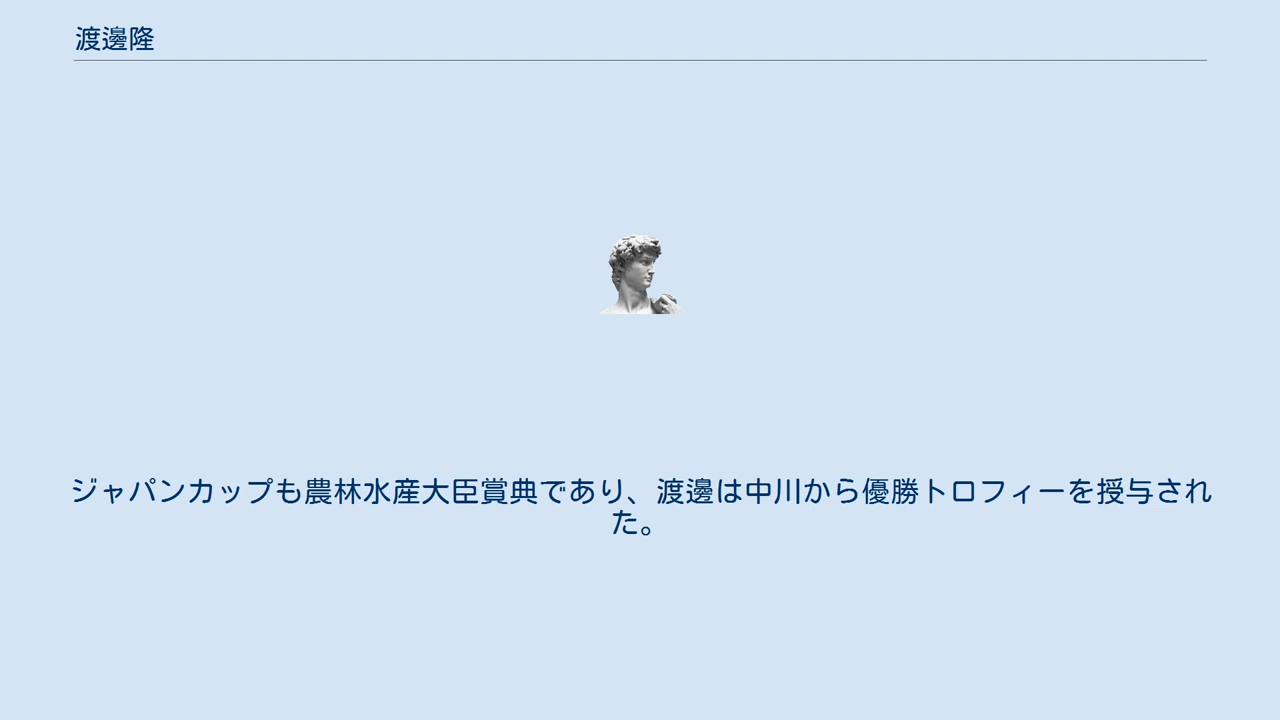 渡邊隆
ジャパンカップも農林水産大臣賞典であり、渡邊は中川から優勝トロフィーを授与され
た。